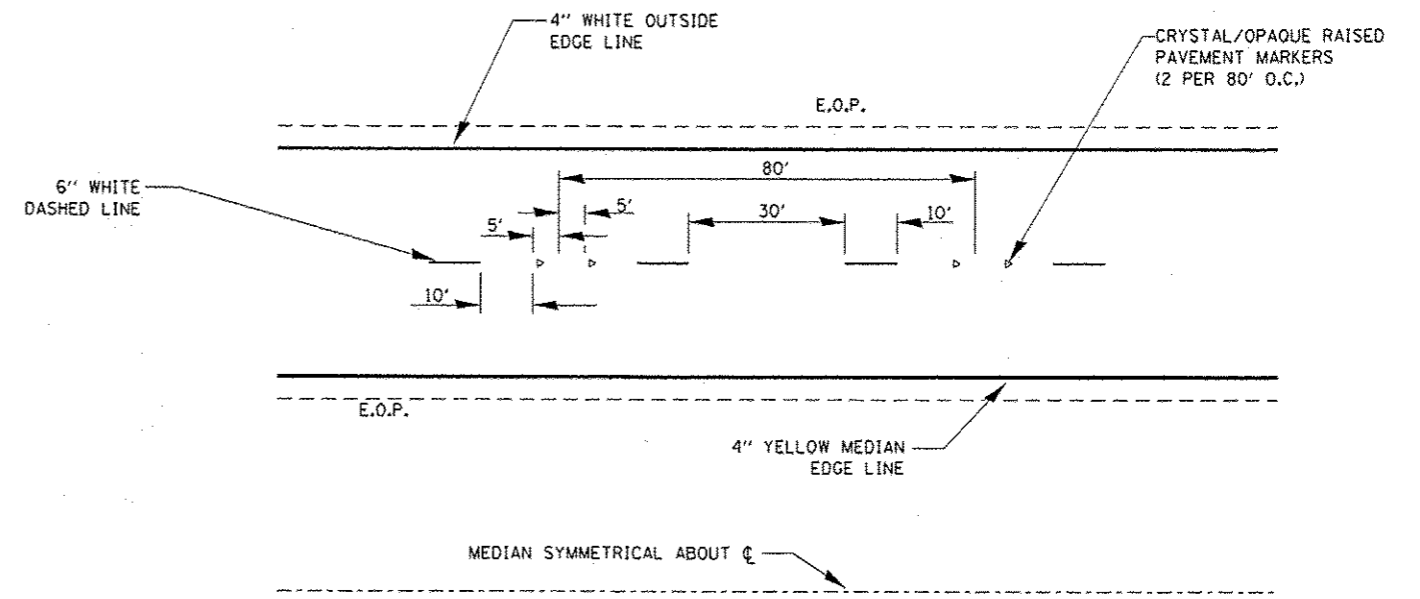 4" WHITE OUTSIDE
EDGE LINE
CRYSTAL/OPAQUE RAISED
PAVEMENT MARKERS
(2 PER 80' O.C.)
E.O.P.
80'
6" WHITE
DASHED LINE
5'
5'
30'
10'
10'
E.O.P.
4" YELLOW MEDIAN
EDGE LINE
MEDIAN SYMMETRICAL ABOUT ℄